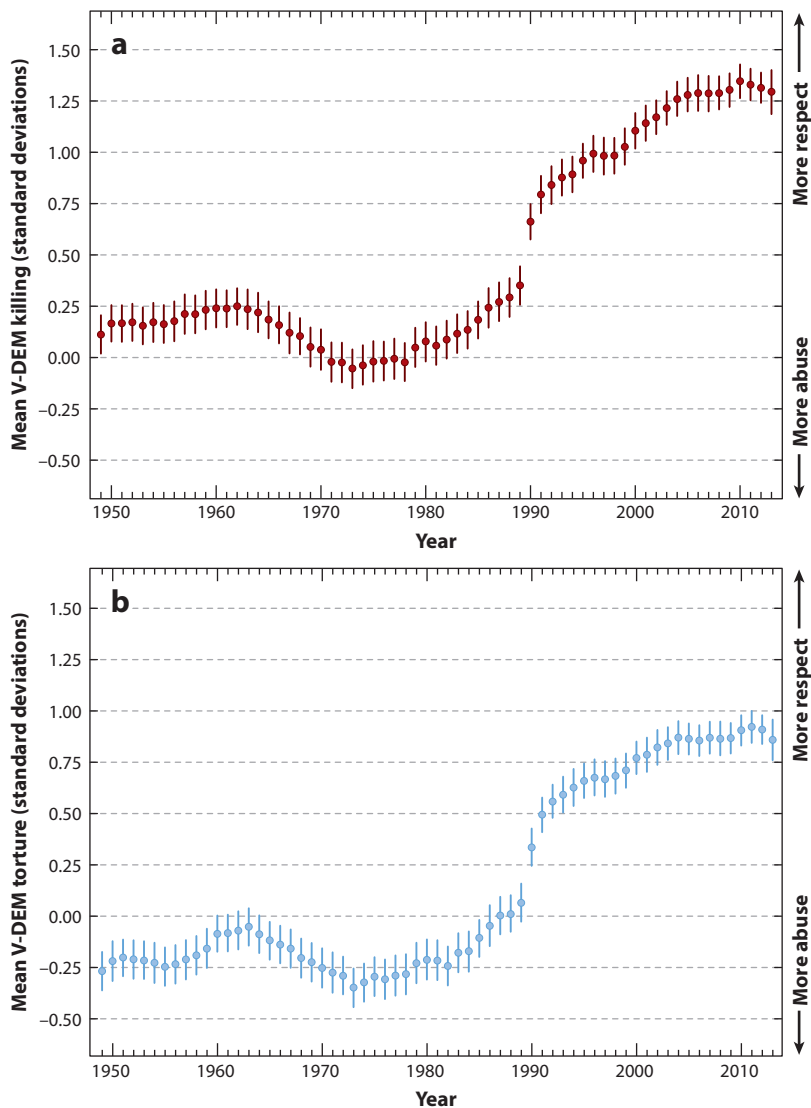 a
1.50
1.25
1.00
0.75
0.50
0.25
0.00
−0.25
−0.50
Mean V-DEM killing (standard deviations)
More respect
More abuse
1950 1960 1970 1980 1990 2000 2010
Year
b
1.50
1.25
1.00
0.75
0.50
0.25
0.00
−0.25
−0.50
Mean V-DEM torture (standard deviations)
More respect
More abuse
1950 1960 1970 1980 1990 2000 2010
Year